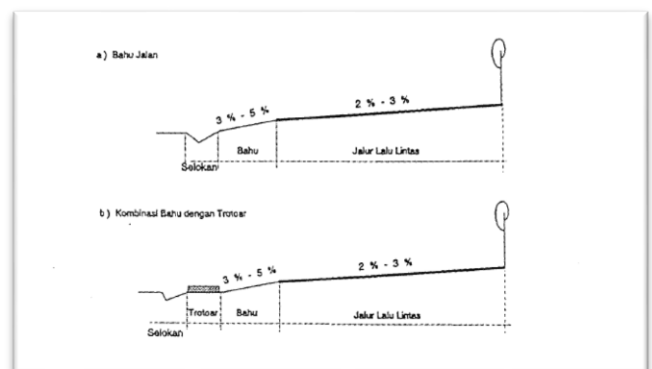 a) Bahu Jalan
3 % - 5 %
2 % - 3 %
Bahu
Jalur Lalu Lintas
Selokan
b) Kombinasi Bahu dengan Trotoar
3 % - 5 %
2 % - 3 %
Trotoar
Bahu
Jalur Lalu Lintas
Selokan